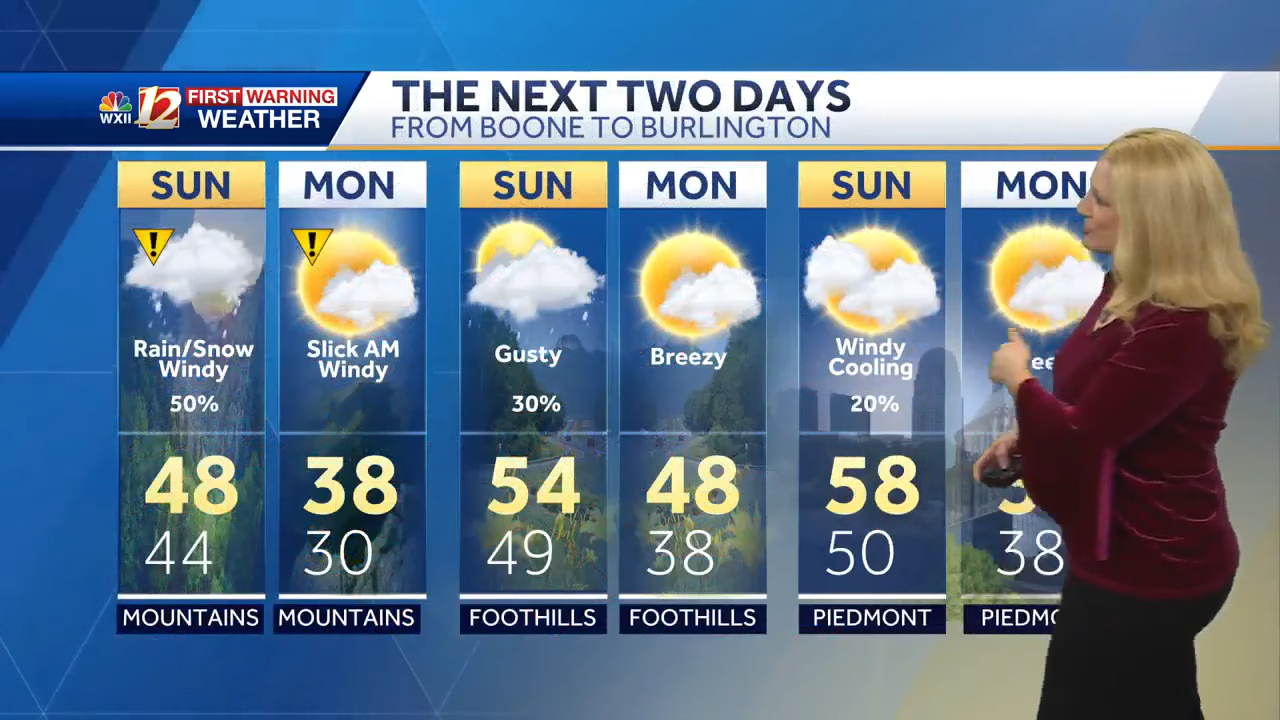 WXII 12 FIRST WARNING WEATHER
THE NEXT TWO DAYS
FROM BOONE TO BURLINGTON
SUN
Rain/Snow
Windy
50%
48
44
MOUNTAINS
MON
Slick AM
Windy
38
30
MOUNTAINS
SUN
Gusty
30%
54
49
FOOTHILLS
MON
Breezy
48
38
FOOTHILLS
SUN
Windy
Cooling
20%
58
50
PIEDMONT
MON
38